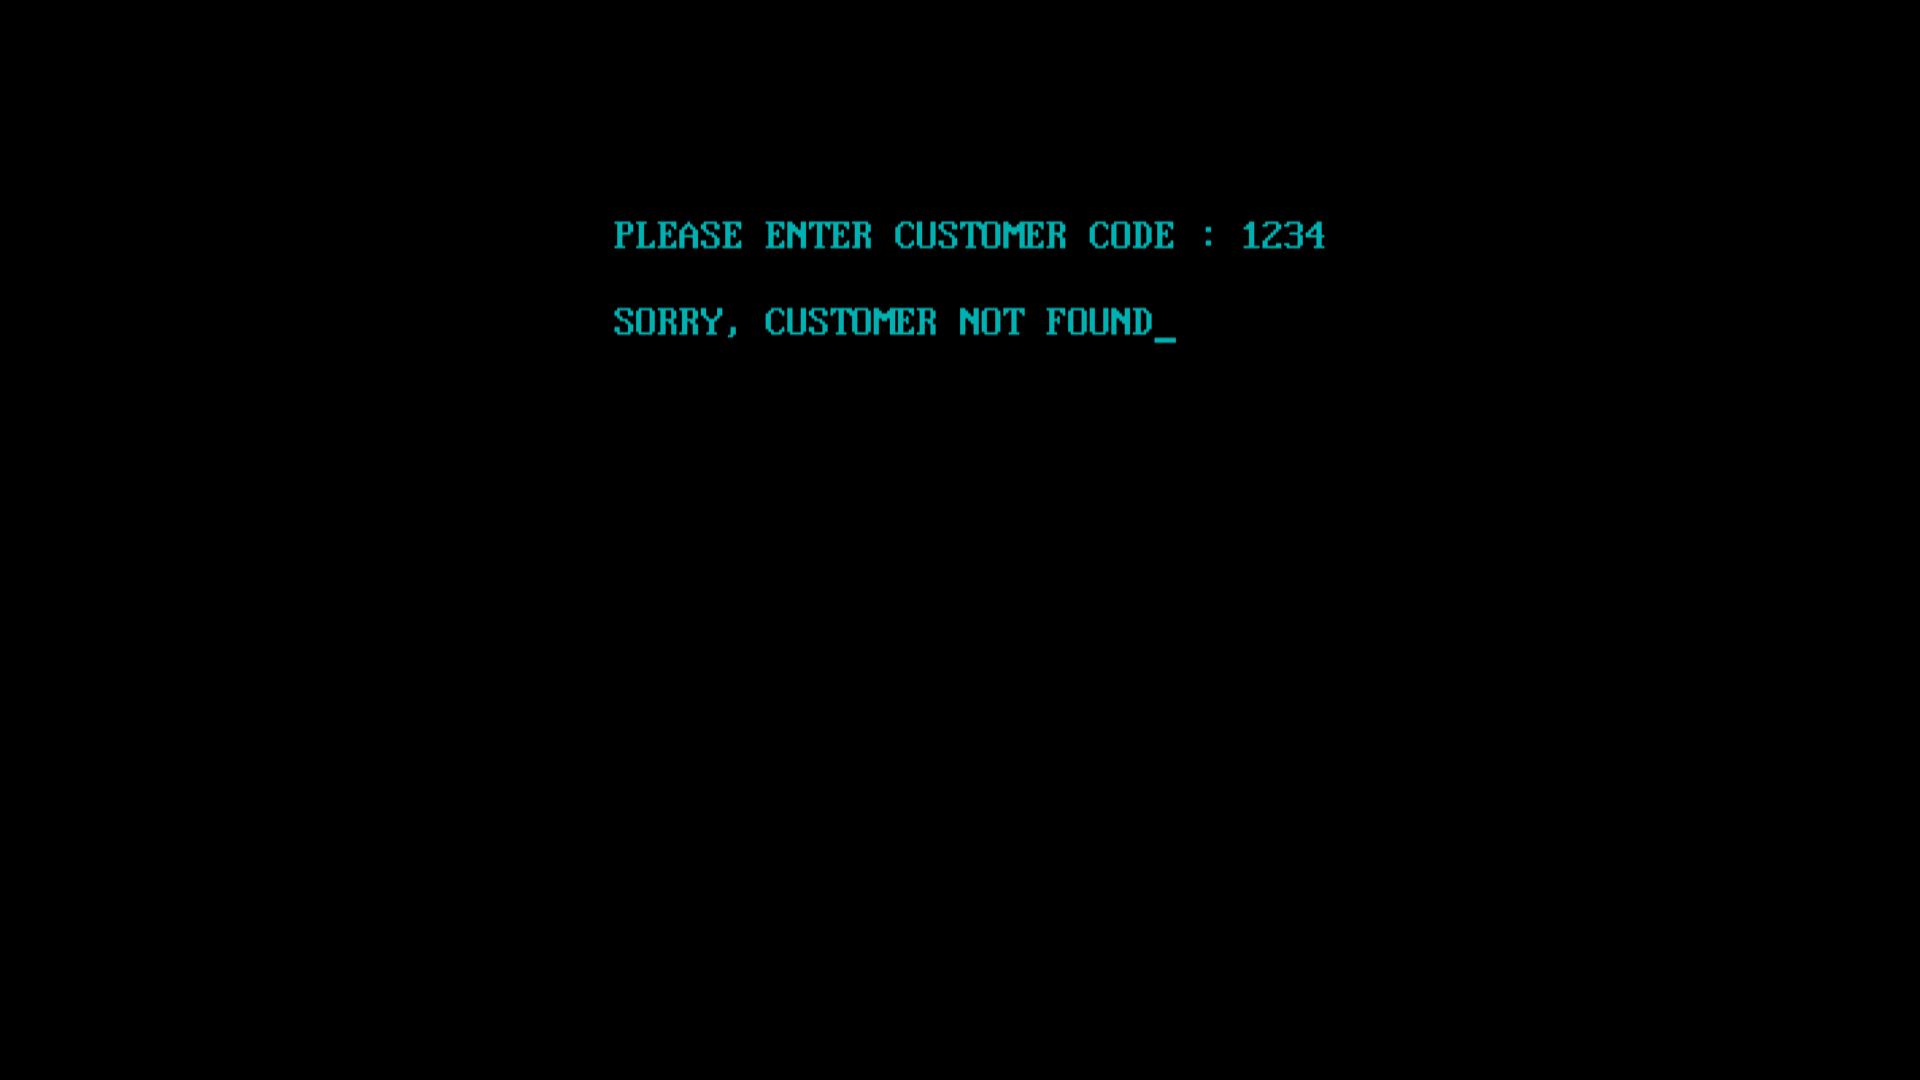 PLEASE ENTER CUSTOMER CODE : 1234
SORRY, CUSTOMER NOT FOUND_